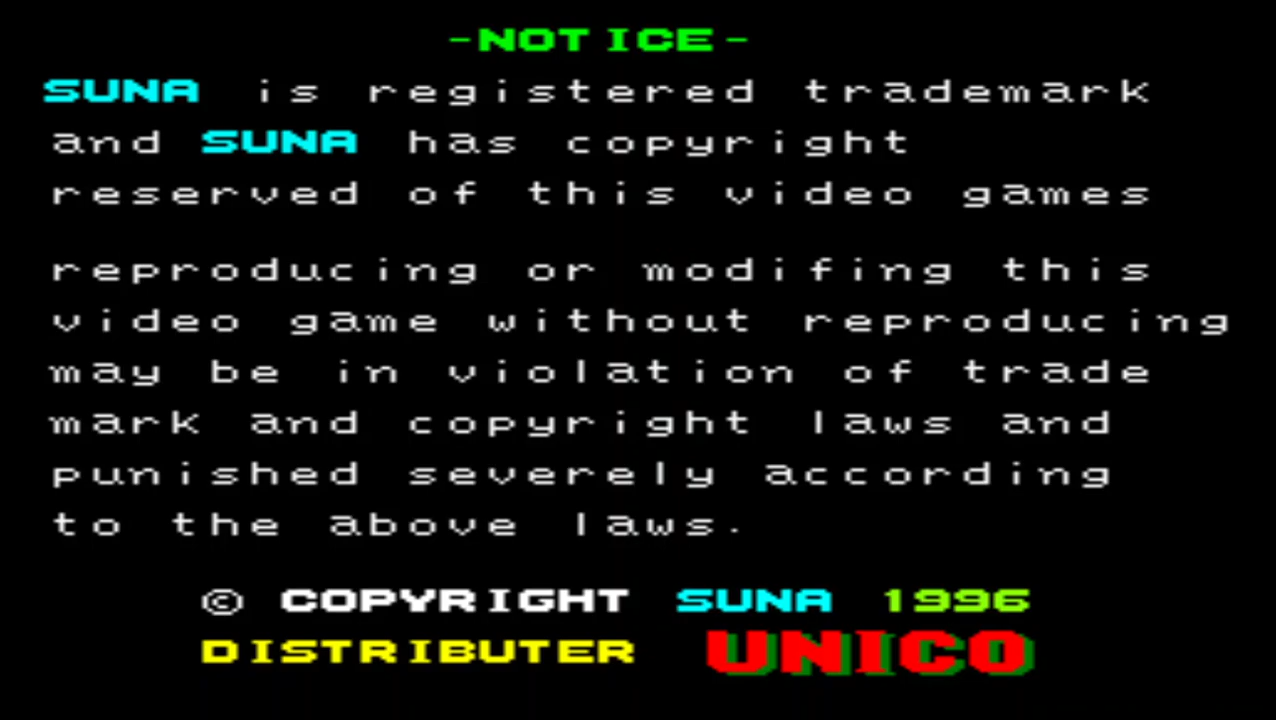 -NOTICE-
SUNA is registered trademark
and SUNA has copyright
reserved of this video games
reproducing or modifing this
video game without reproducing
may be in violation of trade
mark and copyright laws and
punished severely according
to the above laws.
© COPYRIGHT SUNA 1996
DISTRIBUTER UNICO